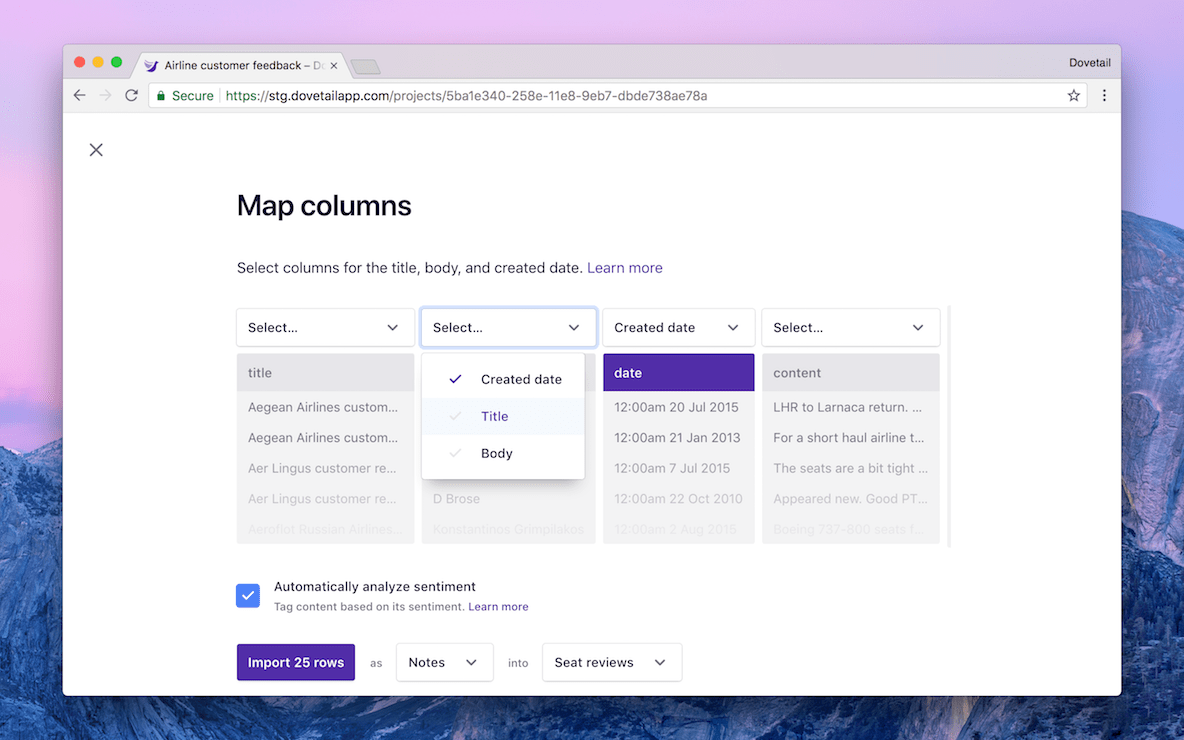 Airline customer feedback – Do
Dovetail
Secure
https://stg.dovetailapp.com/projects/5ba1e340-258e-11e8-9eb7-dbde738ae78a
Map columns
Select columns for the title, body, and created date. Learn more
Select... Select... Created date Select...
title date content
Created date
Title
Body
Aegean Airlines custom... 12:00am 20 Jul 2015 LHR to Larnaca return. ...
Aegean Airlines custom... 12:00am 21 Jan 2013 For a short haul airline t...
Aer Lingus customer re... 12:00am 7 Jul 2015 The seats are a bit tight ...
Aer Lingus customer re... D Brose 12:00am 22 Oct 2010 Appeared new. Good PT...
Aeroflot Russian Airlines... Konstantinos Grimpilakos 12:00am 2 Aug 2015 Boeing 737-800 seats f...
Automatically analyze sentiment
Tag content based on its sentiment. Learn more
Import 25 rows as Notes into Seat reviews